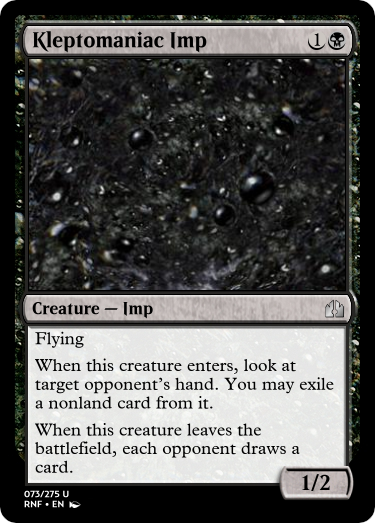 Kleptomaniac Imp 1
Creature — Imp
Flying
When this creature enters, look at
target opponent's hand. You may exile
a nonland card from it.
When this creature leaves the
battlefield, each opponent draws a
card.
1/2
073/275 U
RNF • EN